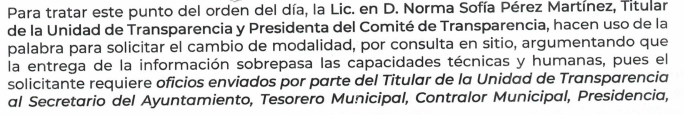 Para tratar este punto del orden del día, la Lic. en D. Norma Sofía Pérez Martínez, Titular
de la Unidad de Transparencia y Presidenta del Comité de Transparencia, hacen uso de la
palabra para solicitar el cambio de modalidad, por consulta en sitio, argumentando que
la entrega de la información sobrepasa las capacidades técnicas y humanas, pues el
solicitante requiere oficios enviados por parte del Titular de la Unidad de Transparencia
al Secretario del Ayuntamiento, Tesorero Municipal, Contralor Municipal, Presidencia,